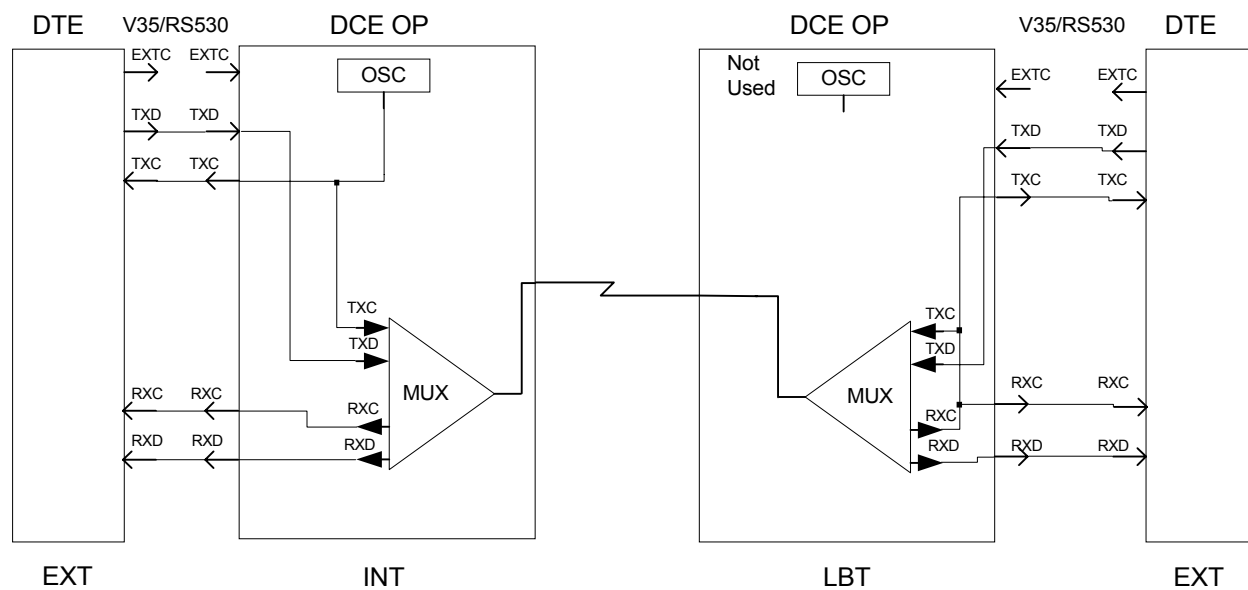 DTE V35/RS530 DCE OP DCE OP V35/RS530 DTE
EXTC EXTC
OSC
Not
Used
OSC
EXTC EXTC
TXD TXD
TXD TXD
TXC TXC
TXC TXC
TXC
TXD
MUX
RXC
RXD
RXC RXC
RXD RXD
TXC
TXD
MUX
RXC
RXD
RXC RXC
RXD RXD
EXT INT LBT EXT